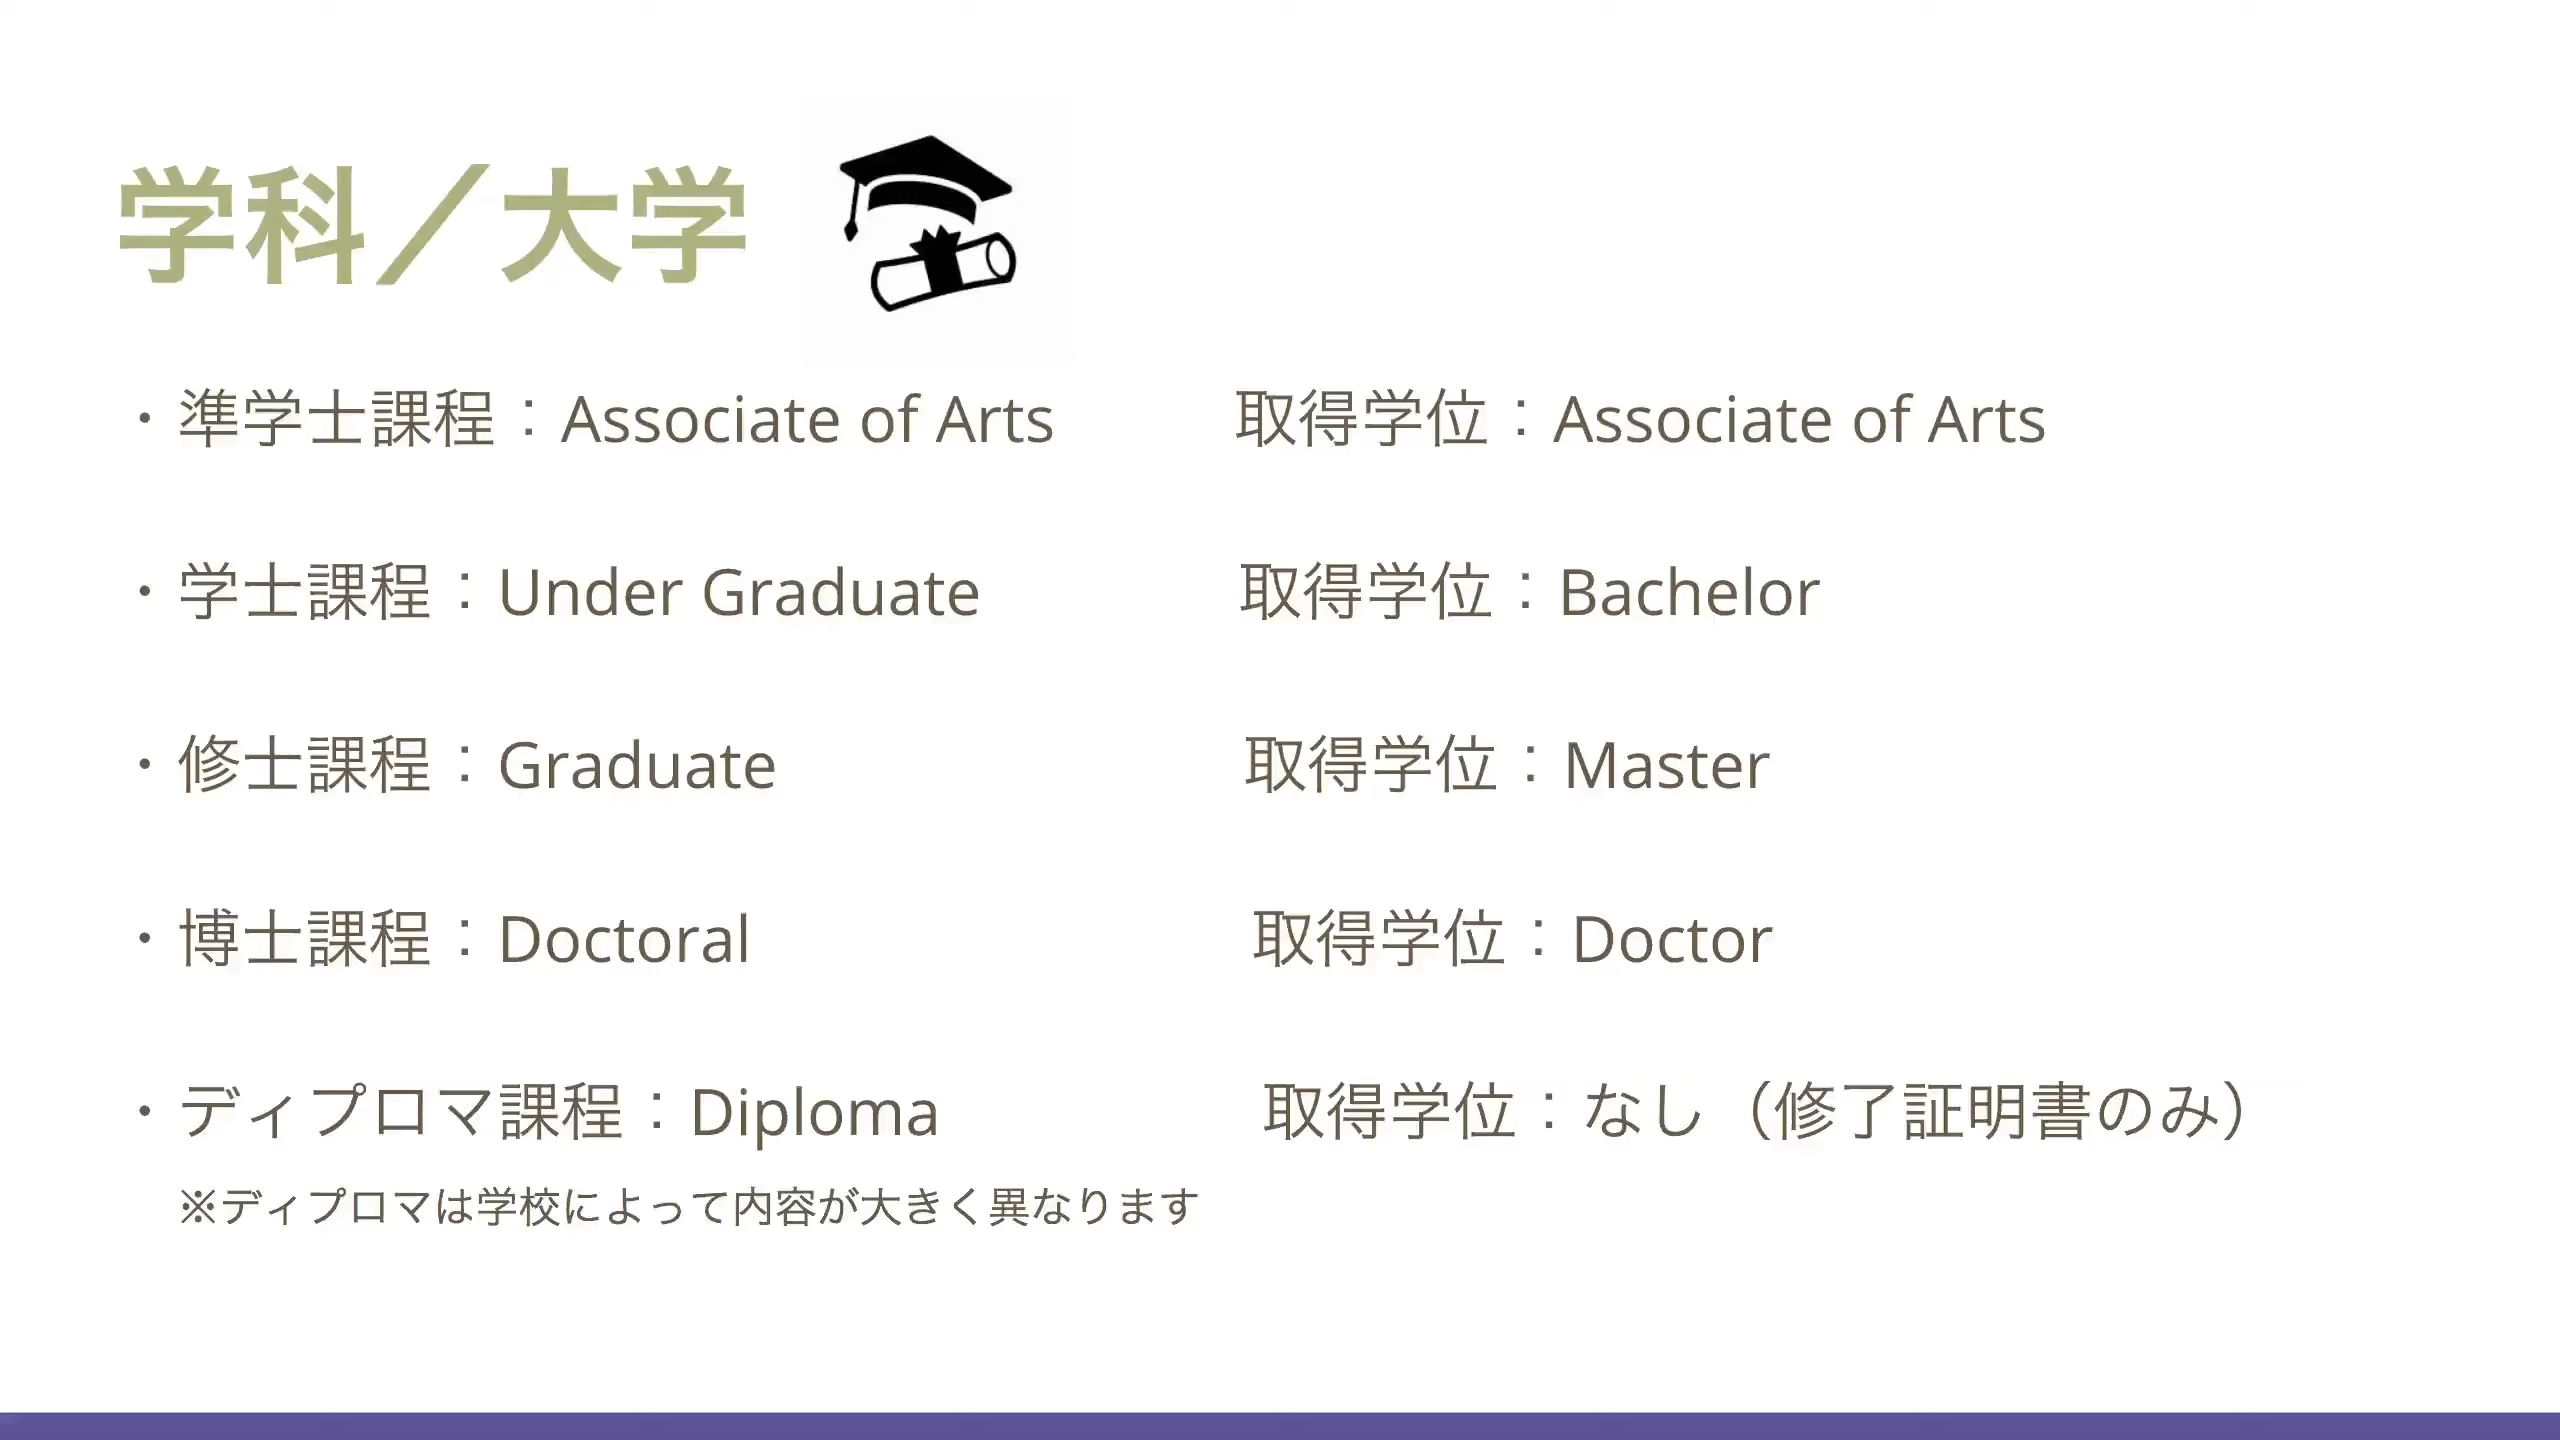 学科／大学
・準学士課程：Associate of Arts 取得学位：Associate of Arts
・学士課程：Under Graduate 取得学位：Bachelor
・修士課程：Graduate 取得学位：Master
・博士課程：Doctoral 取得学位：Doctor
・ディプロマ課程：Diploma 取得学位：なし（修了証明書のみ）
※ディプロマは学校によって内容が大きく異なります